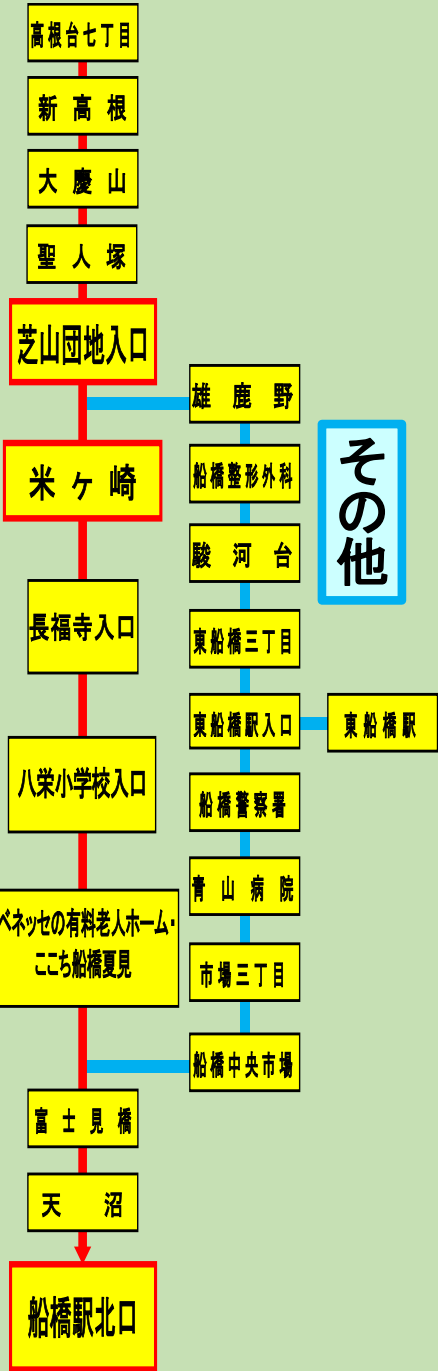 高根台七丁目
新高根
大慶山
聖人塚
芝山団地入口
米ヶ崎
長福寺入口
八栄小学校入口
ベネッセの有料老人ホーム・
ここち船橋夏見
富士見橋
天沼
船橋駅北口
雄鹿野
船橋整形外科
駿河台
東船橋三丁目
東船橋駅入口
東船橋駅
船橋警察署
青山病院
市場三丁目
船橋中央市場
その他